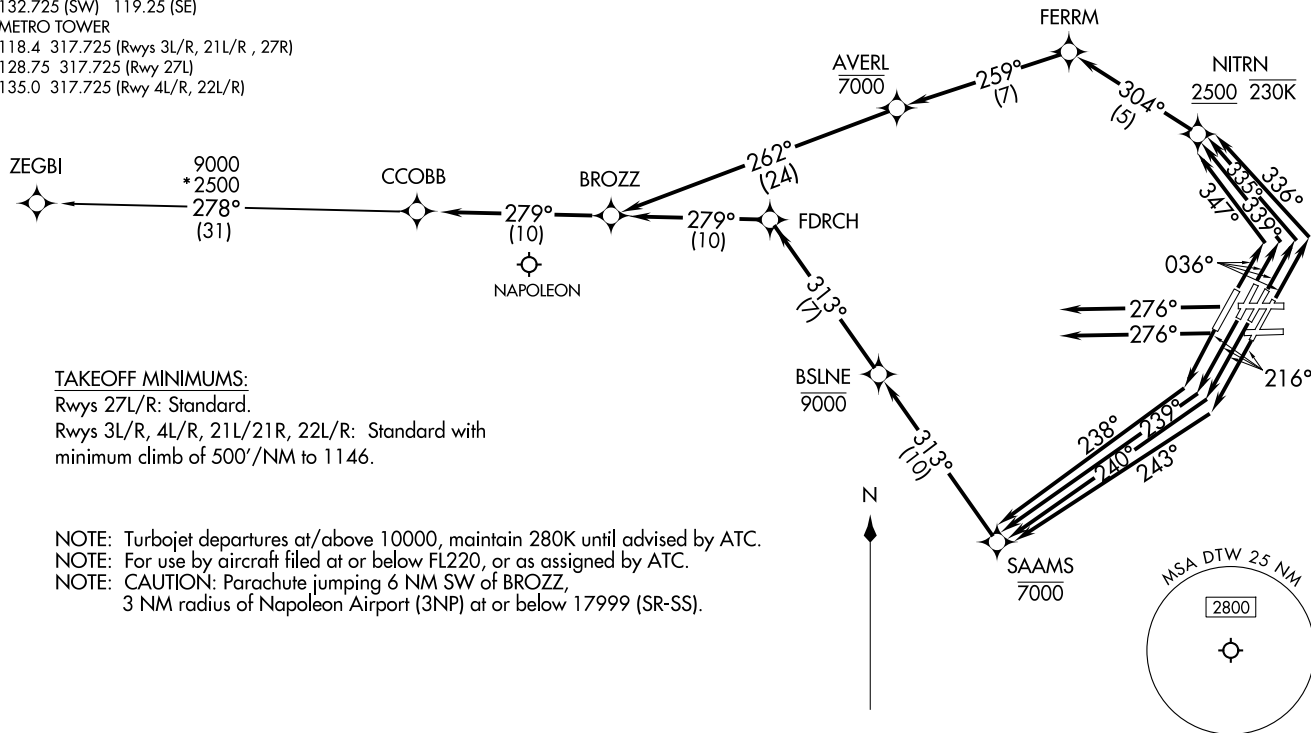 132.725 (SW) 119.25 (SE)
METRO TOWER
118.4 317.725 (Rwys 3L/R, 21L/R , 27R)
128.75 317.725 (Rwy 27L)
135.0 317.725 (Rwy 4L/R, 22L/R)
FERRM
AVERL
7000
259°
(7)
NITRN
2500 230K
304°
(5)
ZEGBI
9000
*2500
278°
(31)
CCOBB
279°
(10)
NAPOLEON
BROZZ
262°
(24)
279°
(10)
FDRCH
336°
335°
339°
347°
036°
276°
276°
216°
313°
(7)
BSLNE
9000
313°
(10)
238°
239°
240°
243°
SAAMS
7000
N
TAKEOFF MINIMUMS:
Rwys 27L/R: Standard.
Rwys 3L/R, 4L/R, 21L/21R, 22L/R: Standard with
minimum climb of 500'/NM to 1146.
NOTE: Turbojet departures at/above 10000, maintain 280K until advised by ATC.
NOTE: For use by aircraft filed at or below FL220, or as assigned by ATC.
NOTE: CAUTION: Parachute jumping 6 NM SW of BROZZ,
3 NM radius of Napoleon Airport (3NP) at or below 17999 (SR-SS).
MSA DTW 25 NM
2800